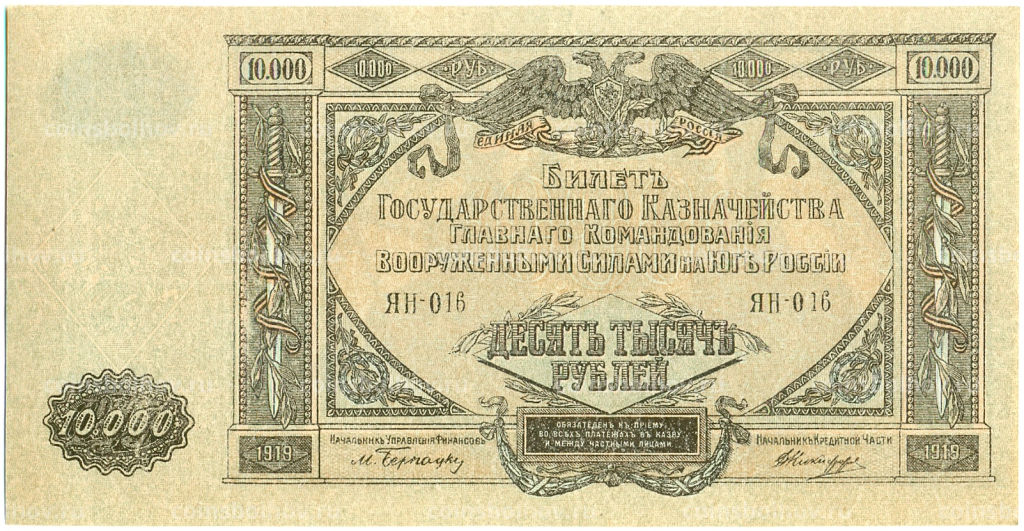 10.000 10.000 РУБ 10.000 РУБ 10.000
ЕДИНАЯ РОССІЯ
БИЛЕТЪ
ГОСУДАРСТВЕННАГО КАЗНАЧЕЙСТВА
ГЛАВНАГО КОМАНДОВАНІЯ
ВООРУЖЕННЫМИ СИЛАМИ НА ЮГѢ РОССІИ
ЯН-016 ЯН-016
ДЕСЯТЬ ТЫСЯЧЪ
РУБЛЕЙ
10.000
ОБЯЗАТЕЛЕНЪ КЪ ПРІЕМУ
ВО ВСѢХЪ ПЛАТЕЖАХЪ ВЪ КАЗНУ
И МЕЖДУ ЧАСТНЫМИ ЛИЦАМИ
НАЧАЛЬНИКЪ УПРАВЛЕНІЯ ФИНАНСОВЪ НАЧАЛЬНИКЪ КРЕДИТНОЙ ЧАСТИ
1919 1919